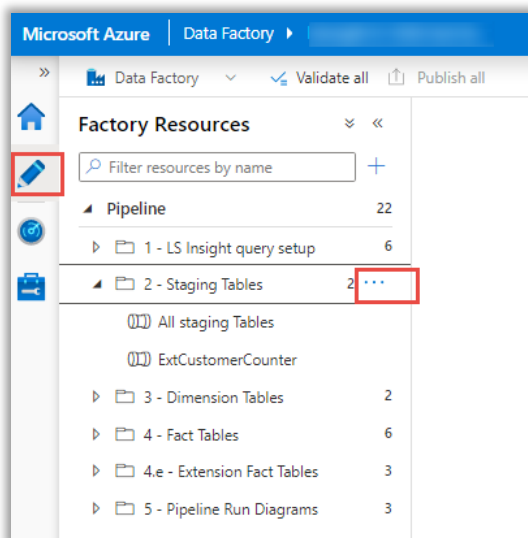 Microsoft Azure Data Factory
Data Factory Validate all Publish all
Factory Resources
Filter resources by name
Pipeline 22
1 - LS Insight query setup 6
2 - Staging Tables 2 ...
All staging Tables
ExtCustomerCounter
3 - Dimension Tables 2
4 - Fact Tables 6
4.e - Extension Fact Tables 3
5 - Pipeline Run Diagrams 3